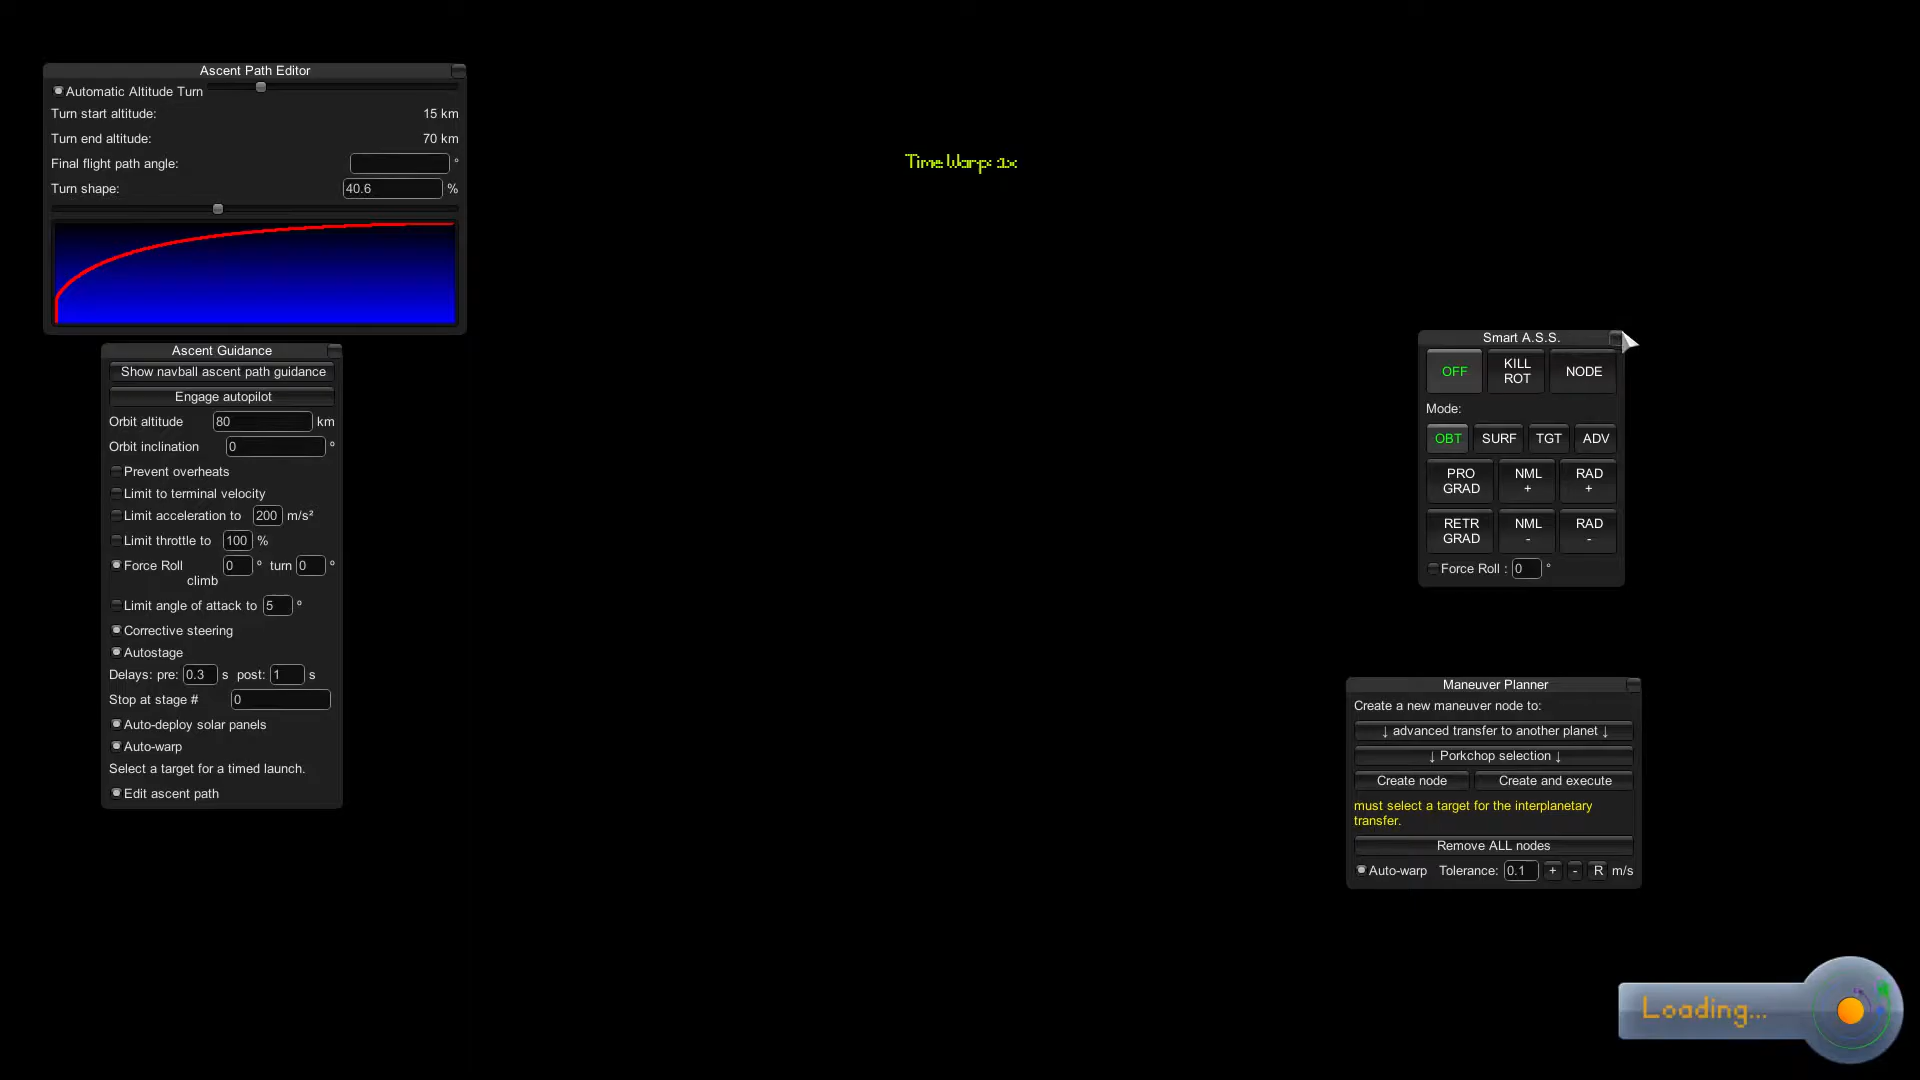 Ascent Path Editor
Automatic Altitude Turn
Turn start altitude: 15 km
Turn end altitude: 70 km
Final flight path angle: °
Turn shape: 40.6 %
Time Warp: 1x
Ascent Guidance
Show navball ascent path guidance
Engage autopilot
Orbit altitude 80 km
Orbit inclination 0 º
Prevent overheats
Limit to terminal velocity
Limit acceleration to 200 m/s²
Limit throttle to 100 %
Force Roll 0 º turn 0 º
climb
Limit angle of attack to 5 º
Corrective steering
Autostage
Delays: pre: 0.3 s post: 1 s
Stop at stage # 0
Auto-deploy solar panels
Auto-warp
Select a target for a timed launch.
Edit ascent path
Smart A.S.S.
OFF KILL ROT NODE
Mode:
OBT SURF TGT ADV
PRO GRAD NML + RAD +
RETR GRAD NML - RAD -
Force Roll : 0 °
Maneuver Planner
Create a new maneuver node to:
↓ advanced transfer to another planet ↓
↓ Porkchop selection ↓
Create node Create and execute
must select a target for the interplanetary
transfer.
Remove ALL nodes
Auto-warp Tolerance: 0.1 + - R m/s
Loading...